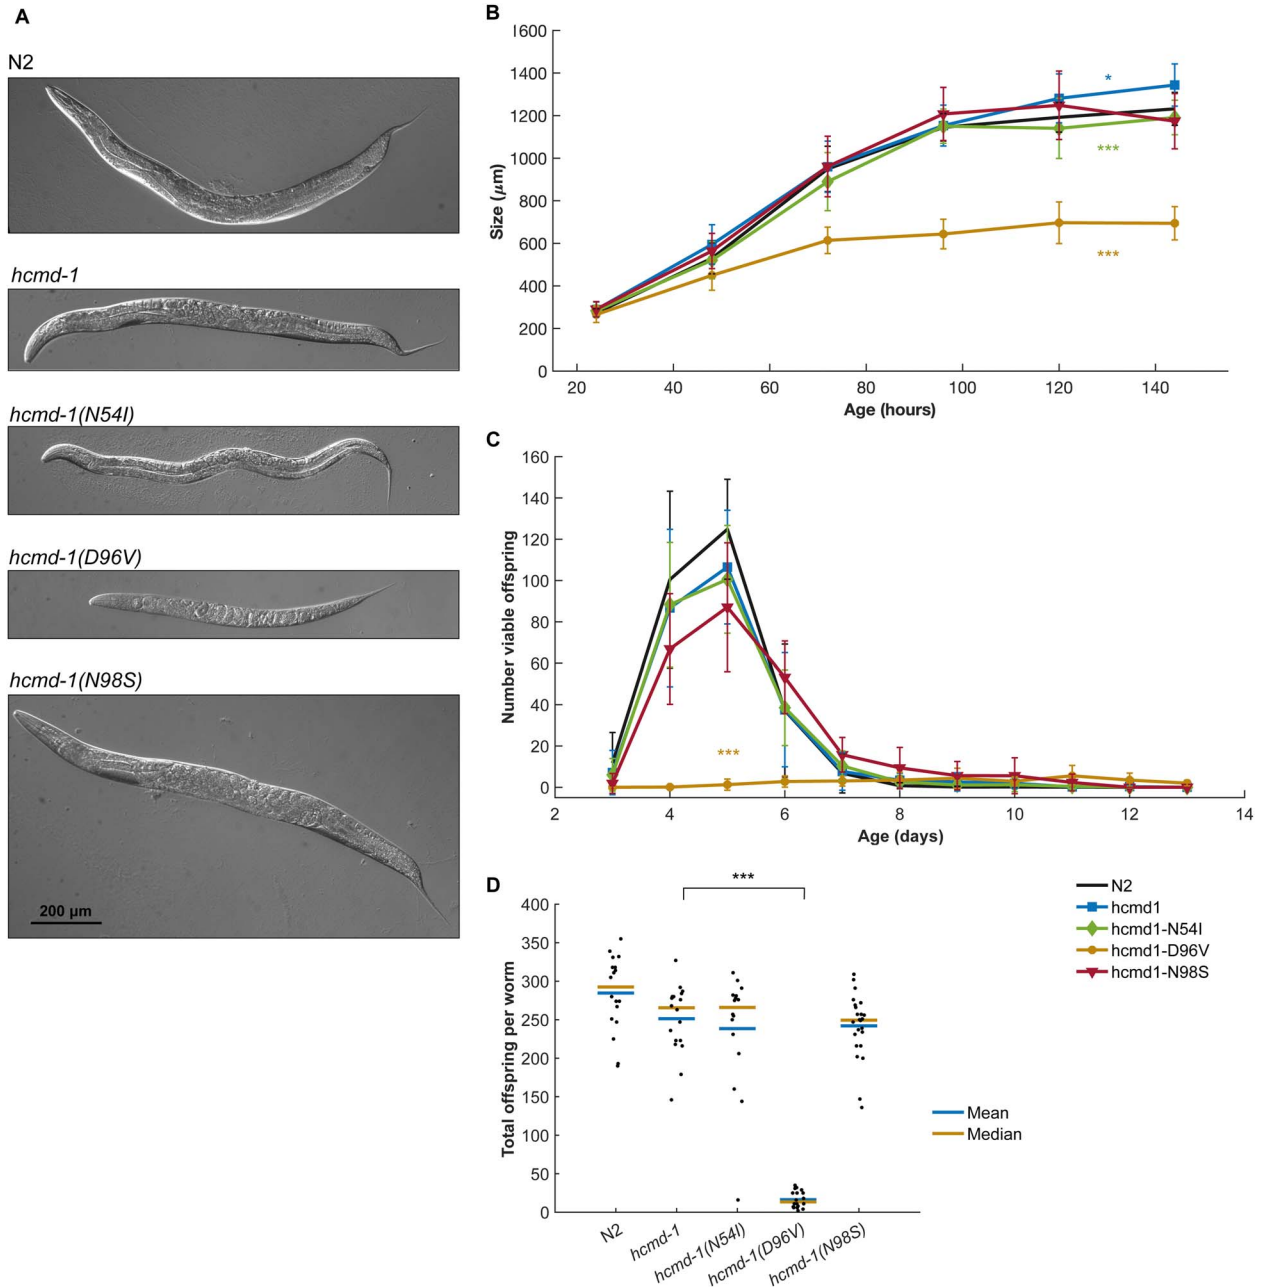 A
N2
hcmd-1
hcmd-1(N54I)
hcmd-1(D96V)
hcmd-1(N98S)
200 µm
B
1600
1400
1200
1000
800
600
400
200
0
Size (µm)
*
***
***
20 40 60 80 100 120 140
Age (hours)
C
160
140
120
100
80
60
40
20
0
Number viable offspring
***
2 4 6 8 10 12 14
Age (days)
D
***
400
350
300
250
200
150
100
50
0
Total offspring per worm
N2
hcmd-1
hcmd-1(N54I)
hcmd-1(D96V)
hcmd-1(N98S)
N2
hcmd1
hcmd1-N54I
hcmd1-D96V
hcmd1-N98S
Mean
Median